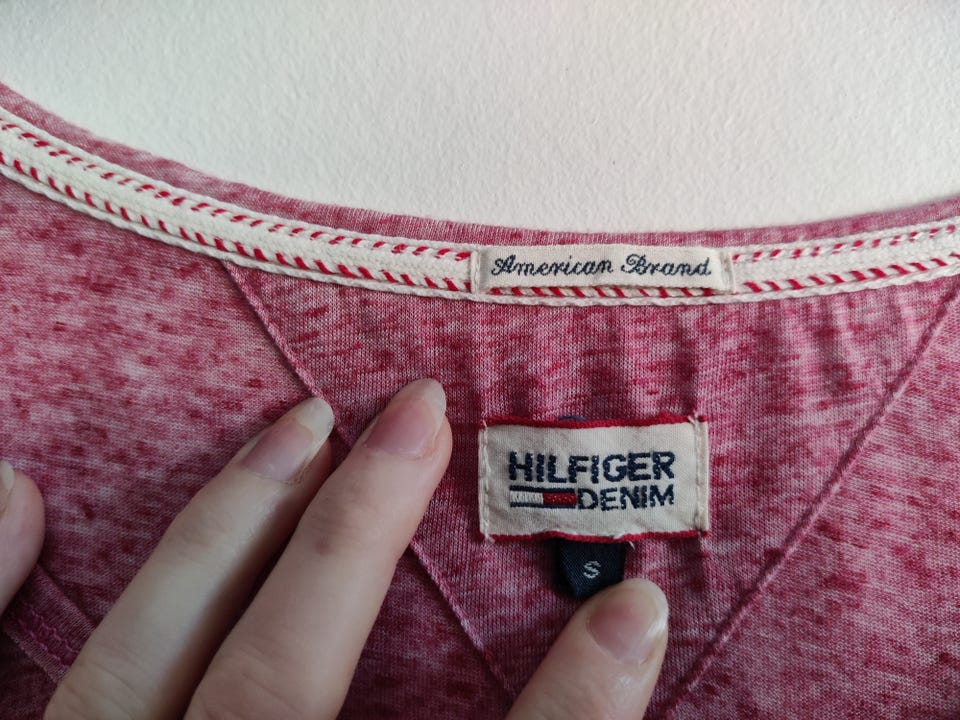 American Brand
HILFIGER
DENIM
S